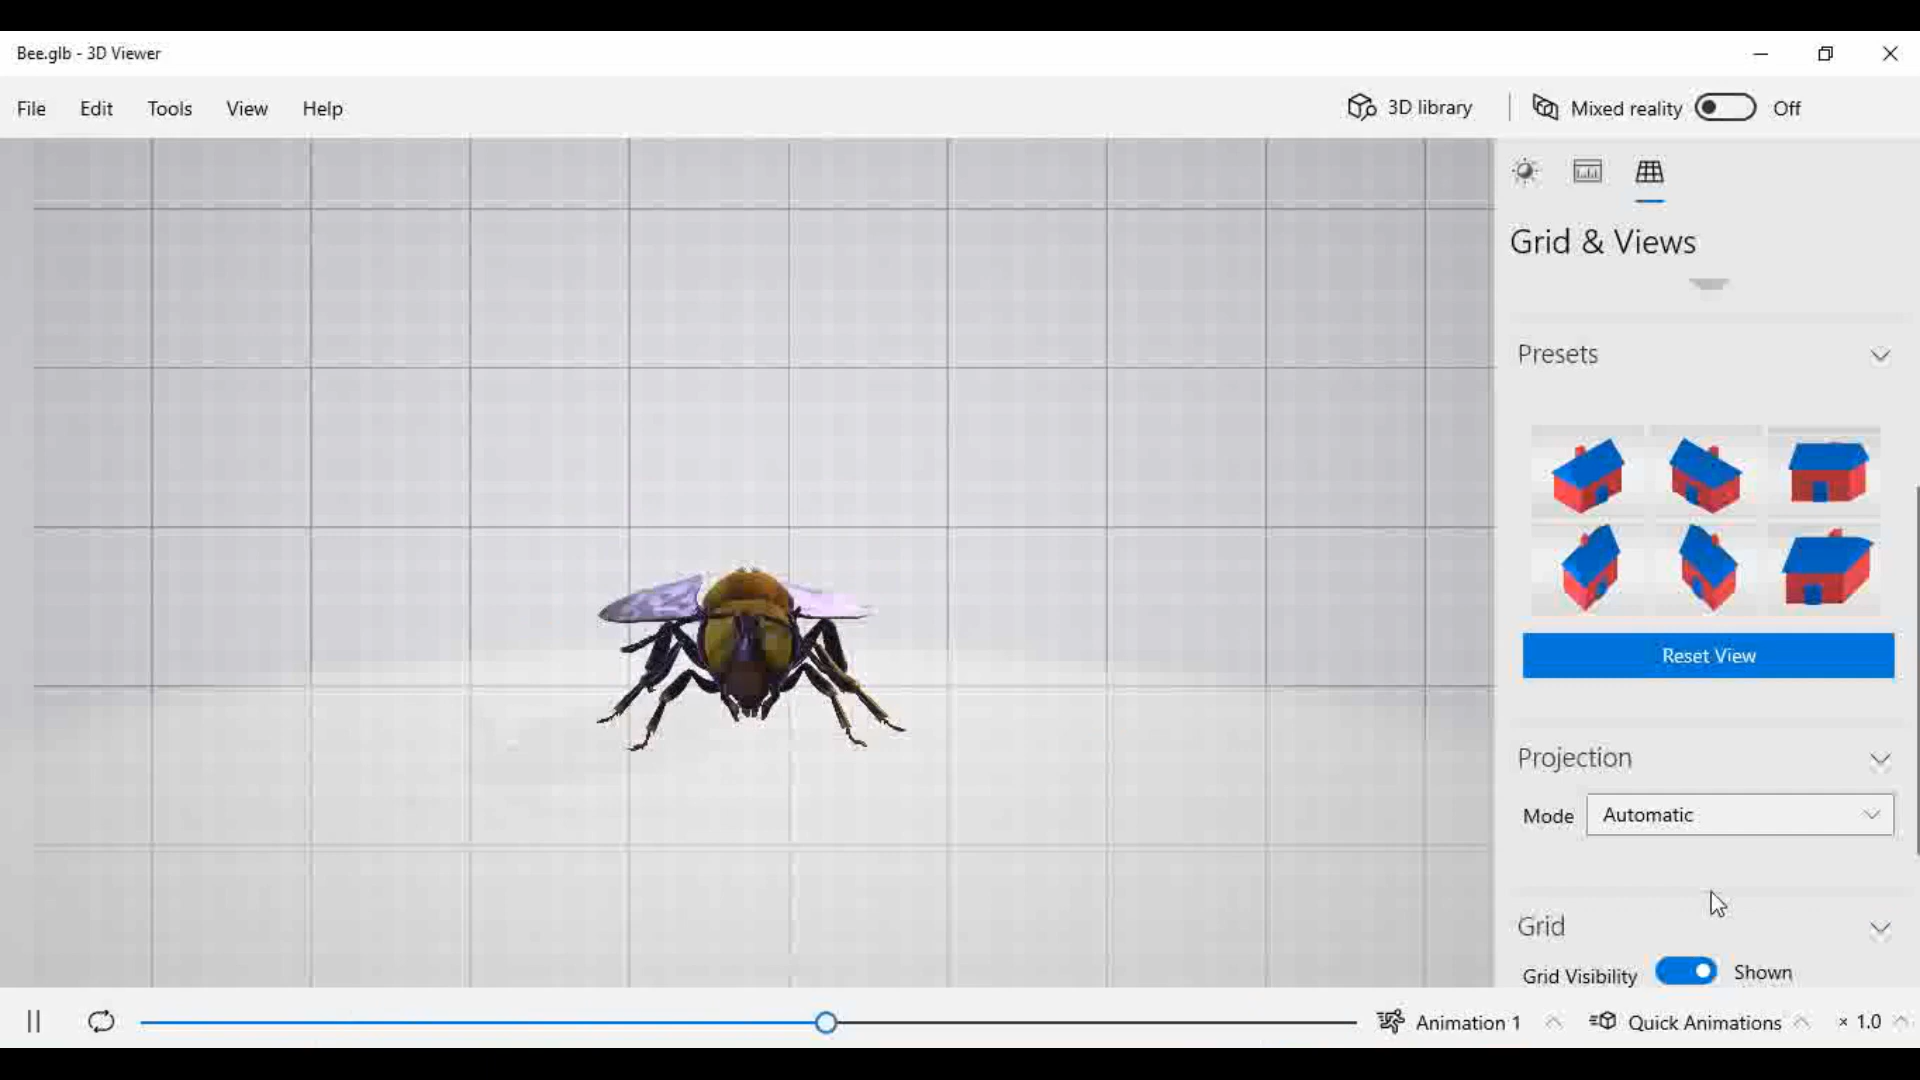 Bee.glb - 3D Viewer
File Edit Tools View Help
3D library Mixed reality Off
Grid & Views
Presets
Reset View
Projection
Mode Automatic
Grid
Grid Visibility Shown
Animation 1 Quick Animations × 1.0